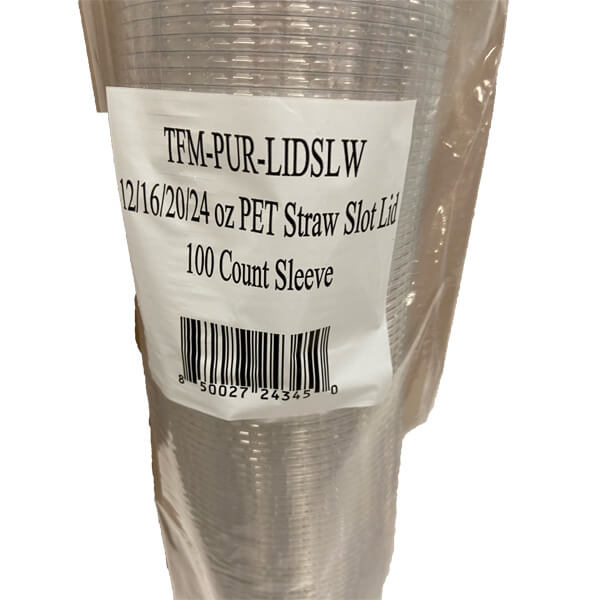 TFM-PUR-LIDSLW
12/16/20/24 oz PET Straw Slot Lid
100 Count Sleeve
8 50027 24345 0